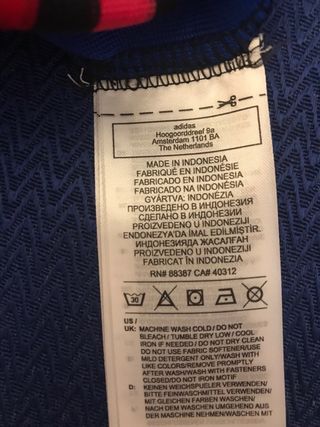 adidas
Hoogoorddreef 9a
Amsterdam 1101 BA
The Netherlands
MADE IN INDONESIA
FABRIQUÉ EN INDONÉSIE
FABRICADO EN INDONESIA
FABRICADO NA INDONÉSIA
GYÁRTVA: INDONÉZIA
ПРОИЗВЕДЕНО В ИНДОНЕЗИЯ
СДЕЛАНО В ИНДОНЕЗИИ
PROIZVEDENO U INDONEZIJI
ENDONEZYA'DA İMAL EDİLMİŞTİR.
ИНДОНЕЗИЯДА ЖАСАЛҒАН
PROIZVEDENO U INDONEZIJI
FABRICAT ÎN INDONEZIA
RN# 88387 CA# 40312
30
US /
UK: MACHINE WASH COLD / DO NOT
BLEACH / TUMBLE DRY LOW / COOL
IRON IF NEEDED / DO NOT DRY CLEAN
DO NOT USE FABRIC SOFTENER/USE
MILD DETERGENT ONLY/WASH WITH
LIKE COLORS/REMOVE PROMPTLY
AFTER WASH/WASH WITH FASTENERS
CLOSED/DO NOT IRON MOTIF
D: KEINEN WEICHSPUELER VERWENDEN/
BITTE FEINWASCHMITTEL VERWENDEN/
MIT GLEICHEN FARBEN WASCHEN/
NACH DEM WASCHEN UMGEHEND AUS
DER MASCHINE NEHMEN/WASCHEN MIT